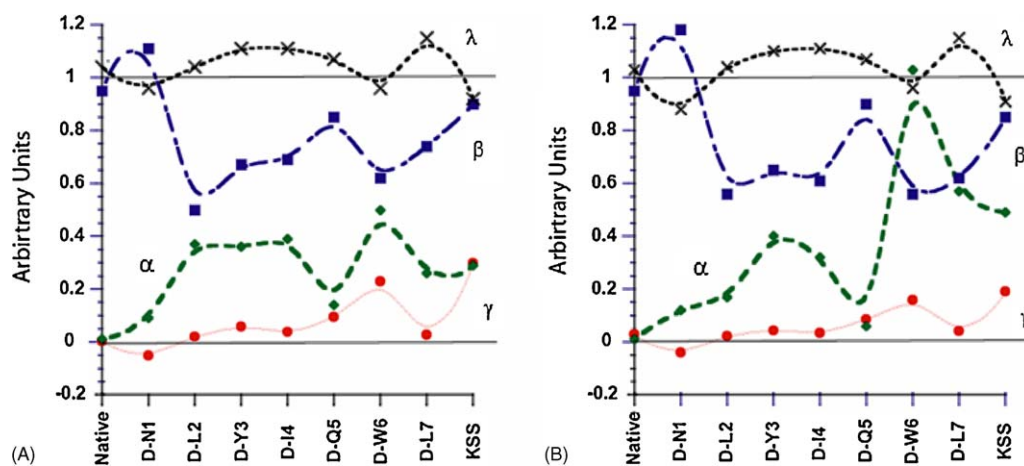 1.2
1
0.8
0.6
0.4
0.2
0
-0.2
Arbirtrary Units
λ
β
α
γ
Native
D-N1
D-L2
D-Y3
D-I4
D-Q5
D-W6
D-L7
KSS
(A)
1.2
1
0.8
0.6
0.4
0.2
0
-0.2
Arbirtrary Units
λ
β
α
Native
D-N1
D-L2
D-Y3
D-I4
D-Q5
D-W6
D-L7
KSS
(B)